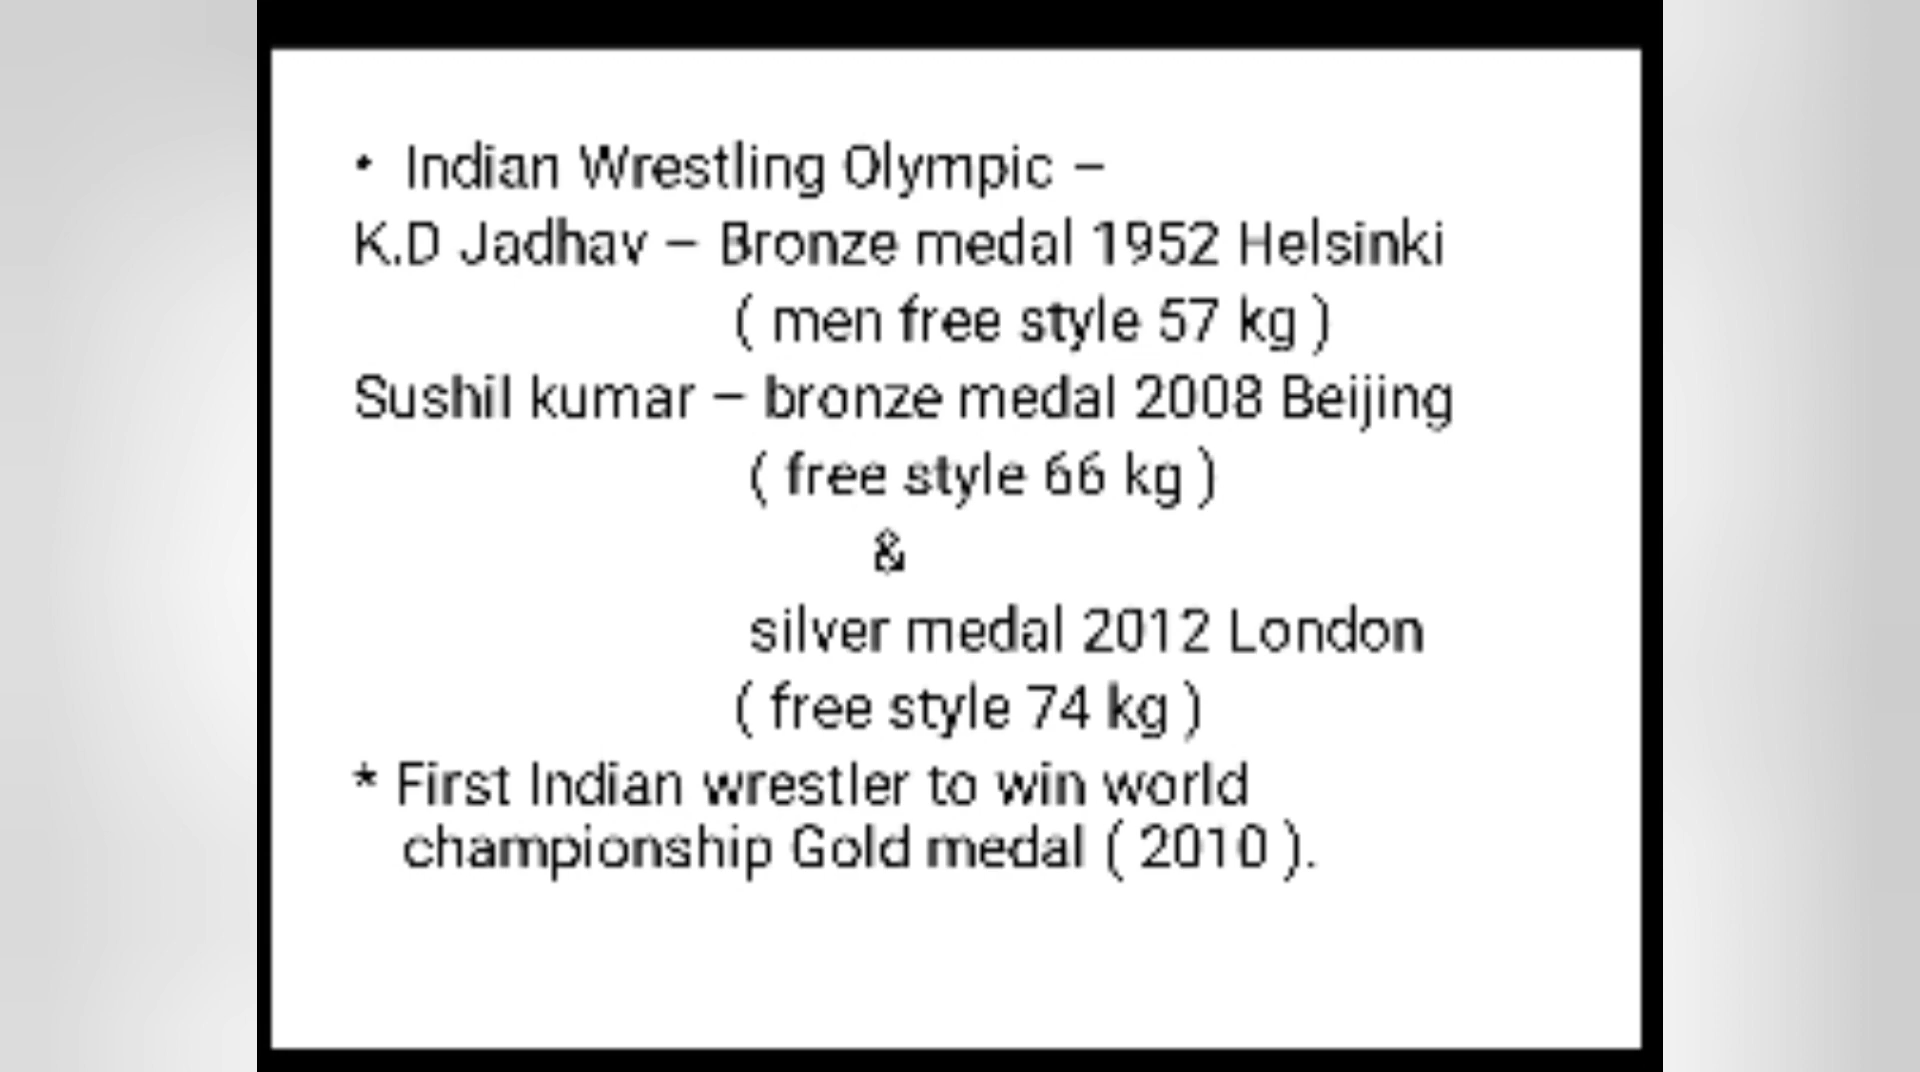 • Indian Wrestling Olympic –
K.D Jadhav – Bronze medal 1952 Helsinki
( men free style 57 kg )
Sushil kumar – bronze medal 2008 Beijing
( free style 66 kg )
&
silver medal 2012 London
( free style 74 kg )
* First Indian wrestler to win world
championship Gold medal ( 2010 ).